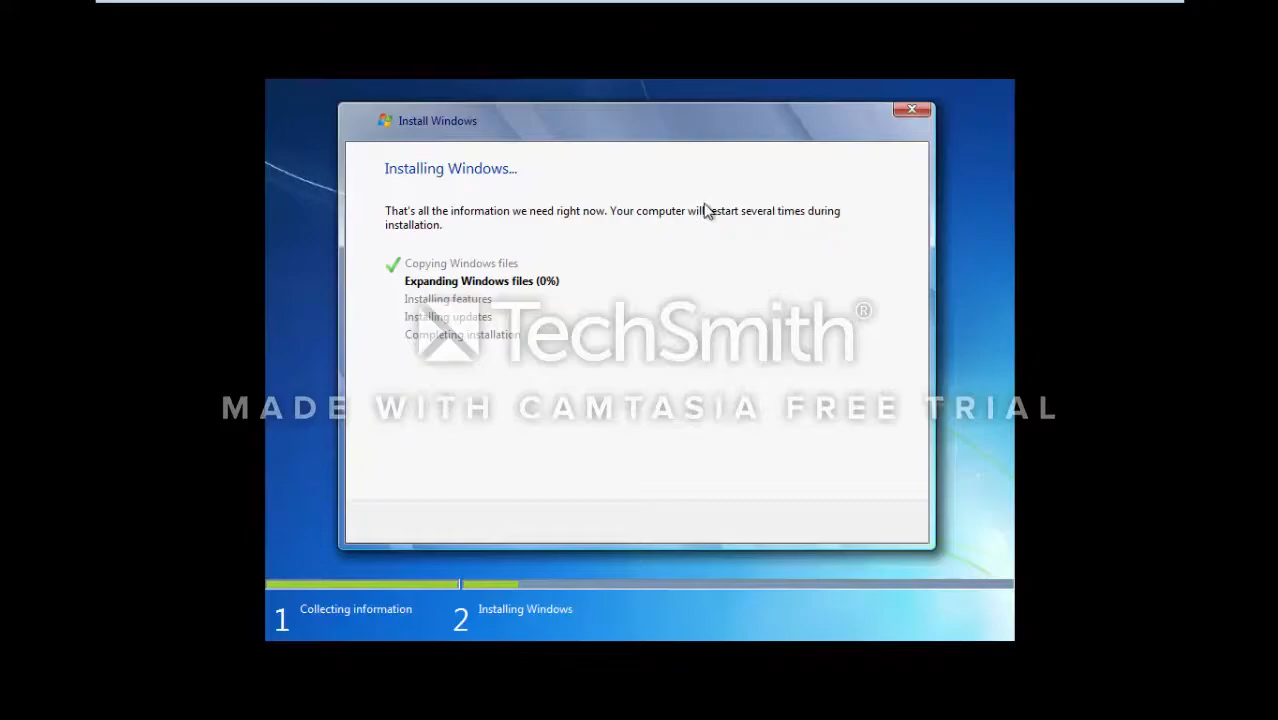 Install Windows
Installing Windows...
That's all the information we need right now. Your computer will restart several times during
installation.
Copying Windows files
Expanding Windows files (0%)
Installing features
Installing updates
Completing installation
TechSmith®
MADE WITH CAMTASIA FREE TRIAL
1 Collecting information
2 Installing Windows